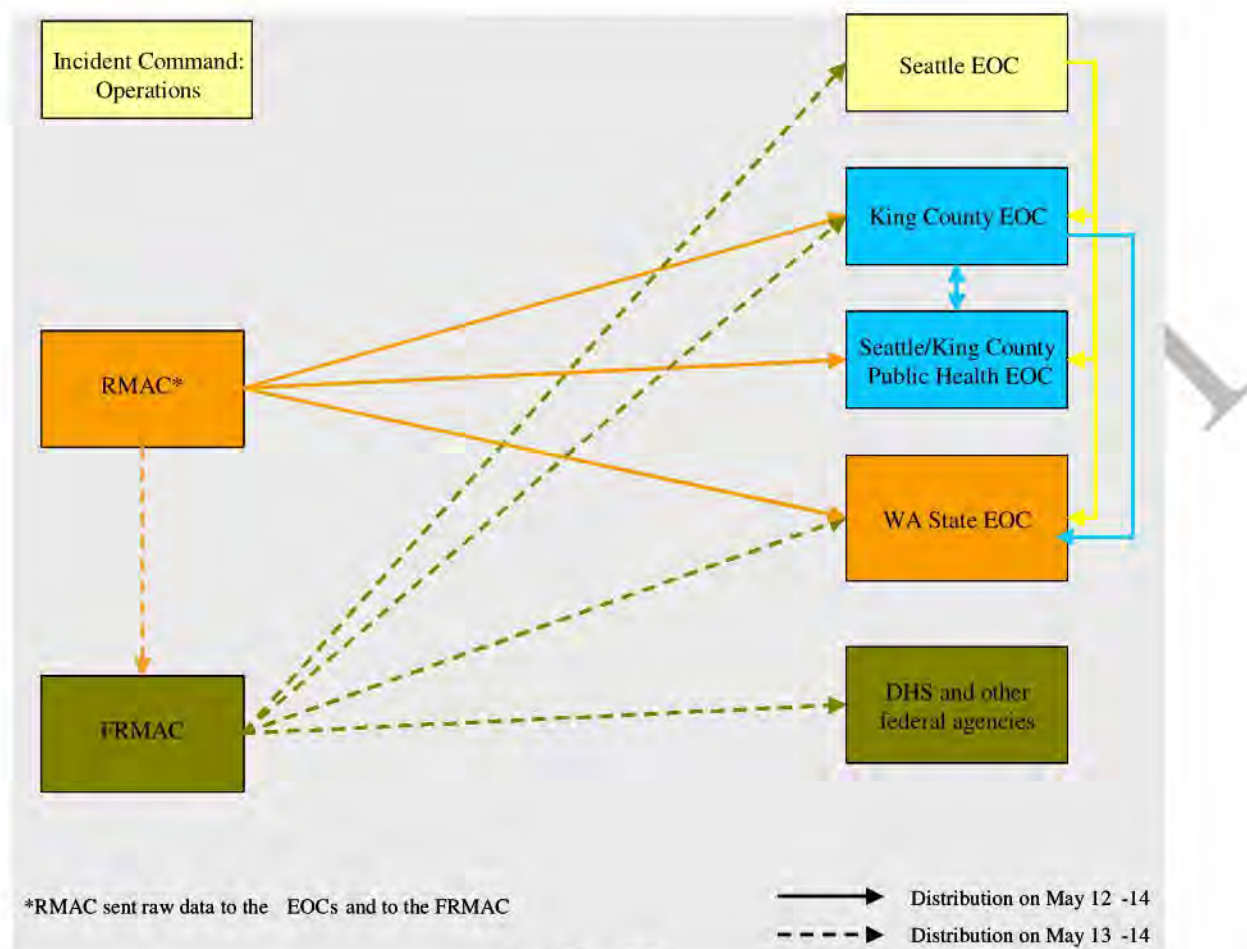 Incident Command:
Operations
Seattle EOC
King County EOC
Seattle/King County
Public Health EOC
RMAC*
WA State EOC
FRMAC
DHS and other
federal agencies
*RMAC sent raw data to the EOCs and to the FRMAC
Distribution on May 12 -14
Distribution on May 13 -14